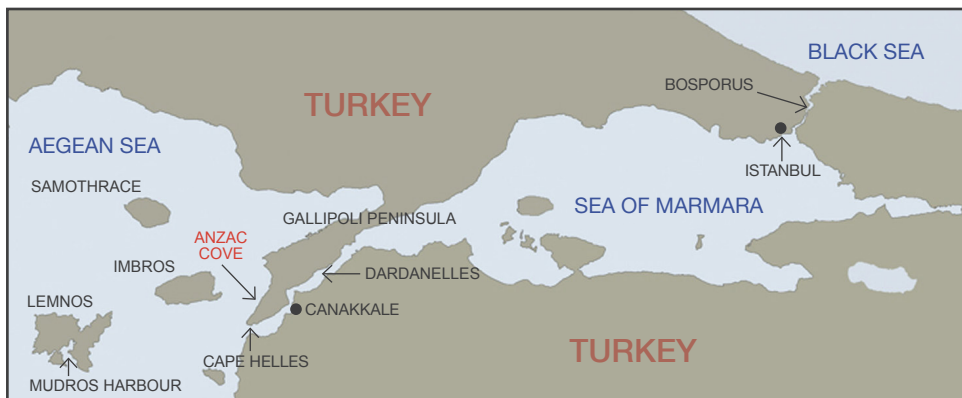 BLACK SEA
BOSPORUS
TURKEY
AEGEAN SEA
ISTANBUL
SAMOTHRACE
SEA OF MARMARA
GALLIPOLI PENINSULA
ANZAC
COVE
IMBROS
DARDANELLES
LEMNOS
CANAKKALE
TURKEY
CAPE HELLES
MUDROS HARBOUR